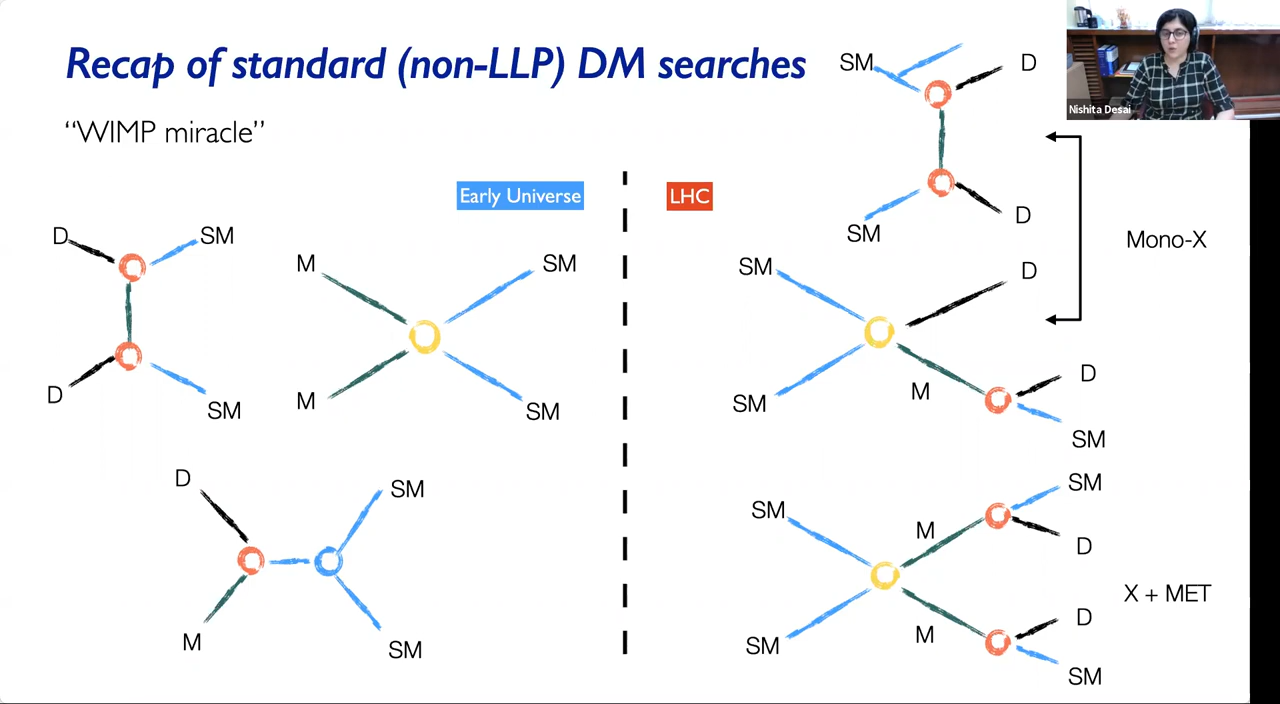 Recap of standard (non-LLP) DM searches
“WIMP miracle”
Nishita Desai
Early Universe
LHC
D
SM
D
SM
M
SM
M
SM
D
SM
M
SM
SM
D
SM
D
Mono-X
SM
D
SM
M
D
SM
SM
M
SM
D
SM
M
D
SM
X + MET